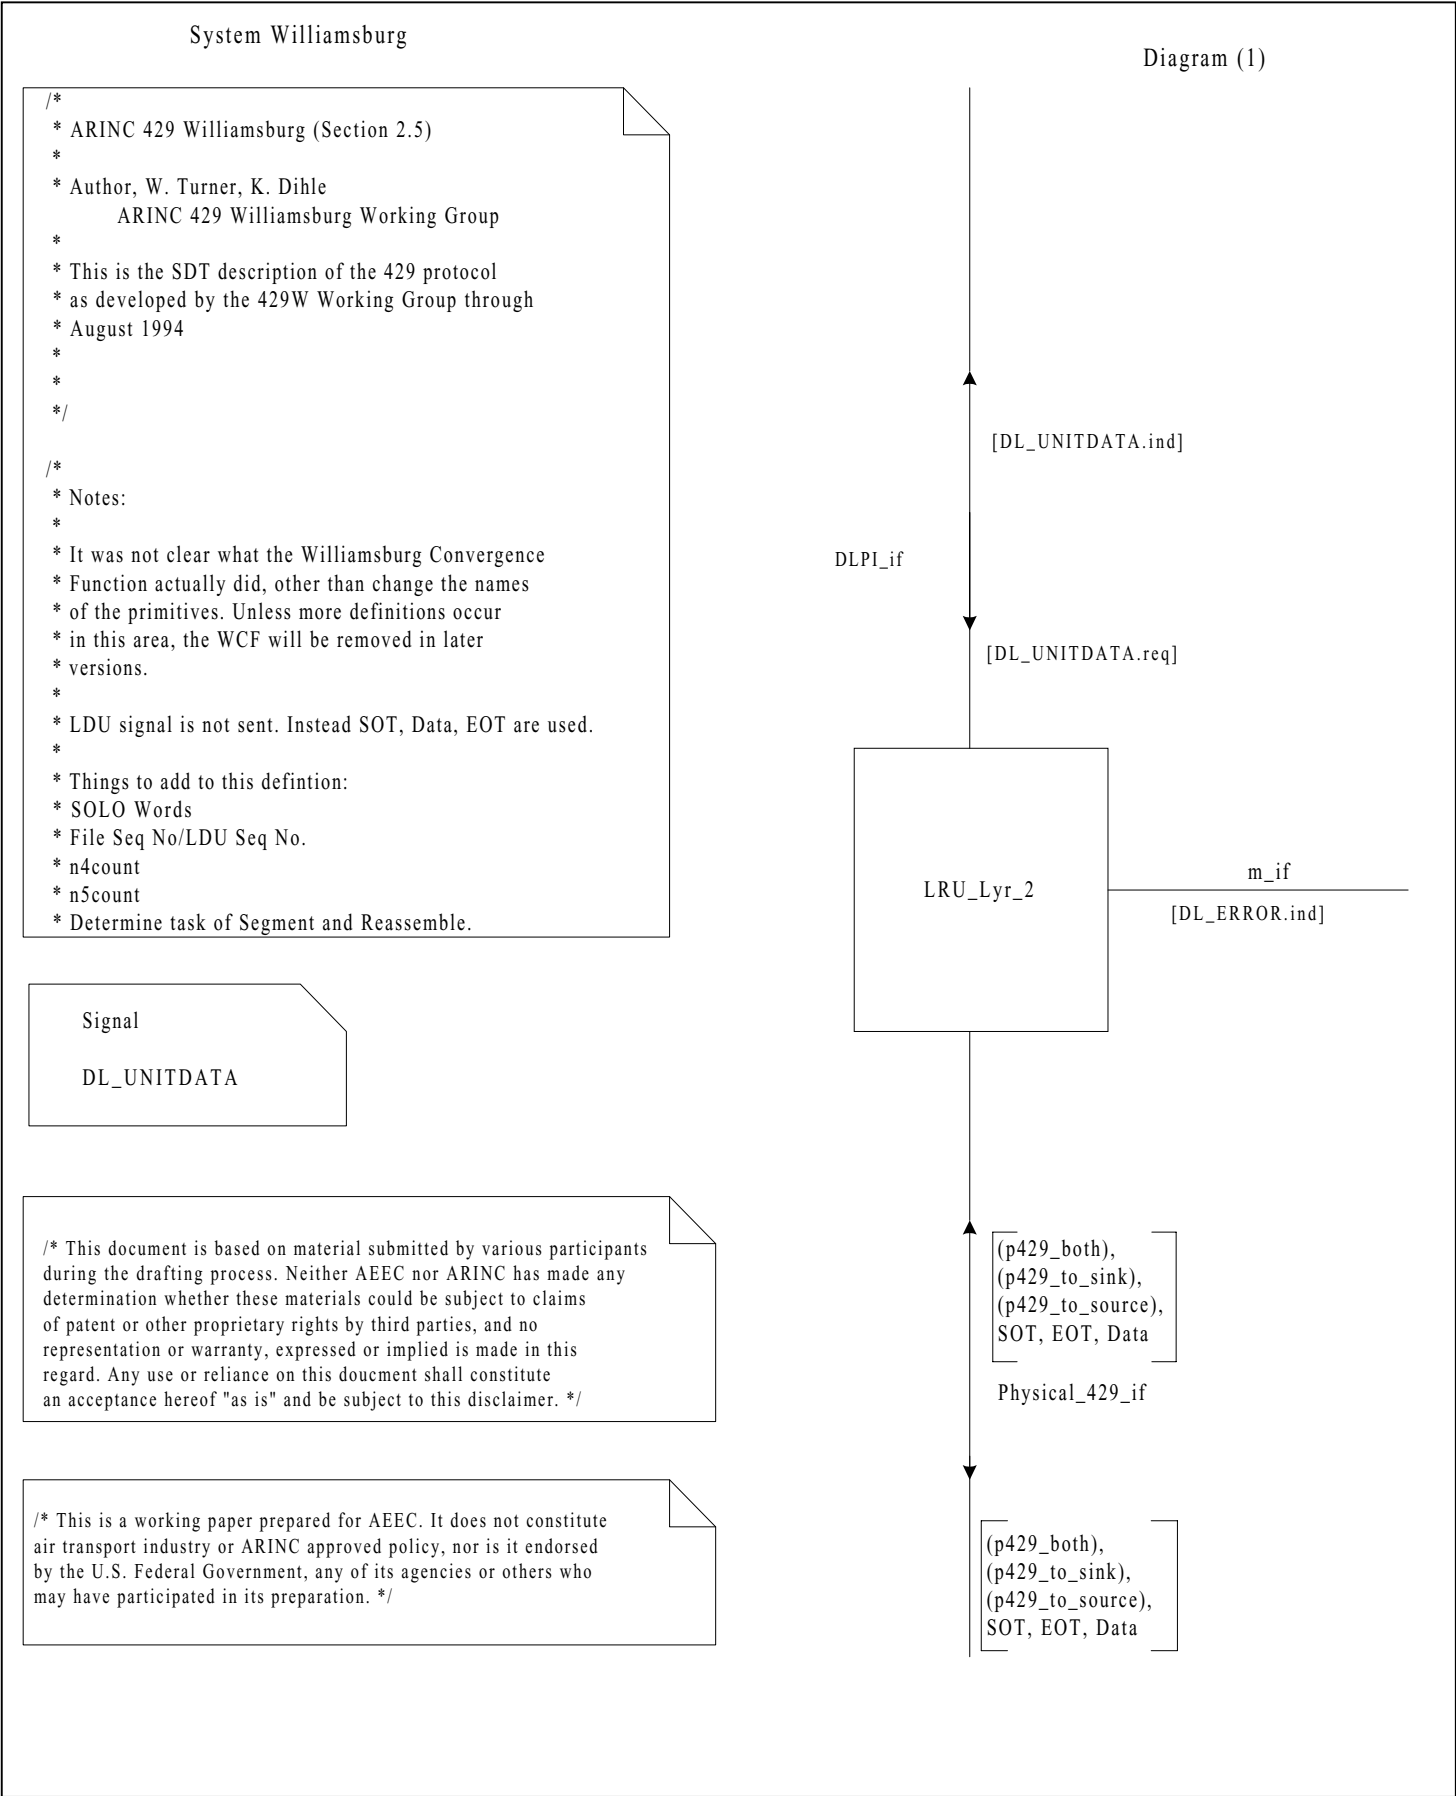 System Williamsburg
Diagram (1)
/*
* ARINC 429 Williamsburg (Section 2.5)
*
* Author, W. Turner, K. Dihle
ARINC 429 Williamsburg Working Group
*
* This is the SDT description of the 429 protocol
* as developed by the 429W Working Group through
* August 1994
*
*
*/
/*
* Notes:
*
* It was not clear what the Williamsburg Convergence
* Function actually did, other than change the names
* of the primitives. Unless more definitions occur
* in this area, the WCF will be removed in later
* versions.
*
* LDU signal is not sent. Instead SOT, Data, EOT are used.
*
* Things to add to this defintion:
* SOLO Words
* File Seq No/LDU Seq No.
* n4count
* n5count
* Determine task of Segment and Reassemble.
Signal
DL_UNITDATA
/* This document is based on material submitted by various participants
during the drafting process. Neither AEEC nor ARINC has made any
determination whether these materials could be subject to claims
of patent or other proprietary rights by third parties, and no
representation or warranty, expressed or implied is made in this
regard. Any use or reliance on this doucment shall constitute
an acceptance hereof "as is" and be subject to this disclaimer. */
/* This is a working paper prepared for AEEC. It does not constitute
air transport industry or ARINC approved policy, nor is it endorsed
by the U.S. Federal Government, any of its agencies or others who
may have participated in its preparation. */
[DL_UNITDATA.ind]
DLPI_if
[DL_UNITDATA.req]
LRU_Lyr_2
m_if
[DL_ERROR.ind]
(p429_both),
(p429_to_sink),
(p429_to_source),
SOT, EOT, Data
Physical_429_if
(p429_both),
(p429_to_sink),
(p429_to_source),
SOT, EOT, Data